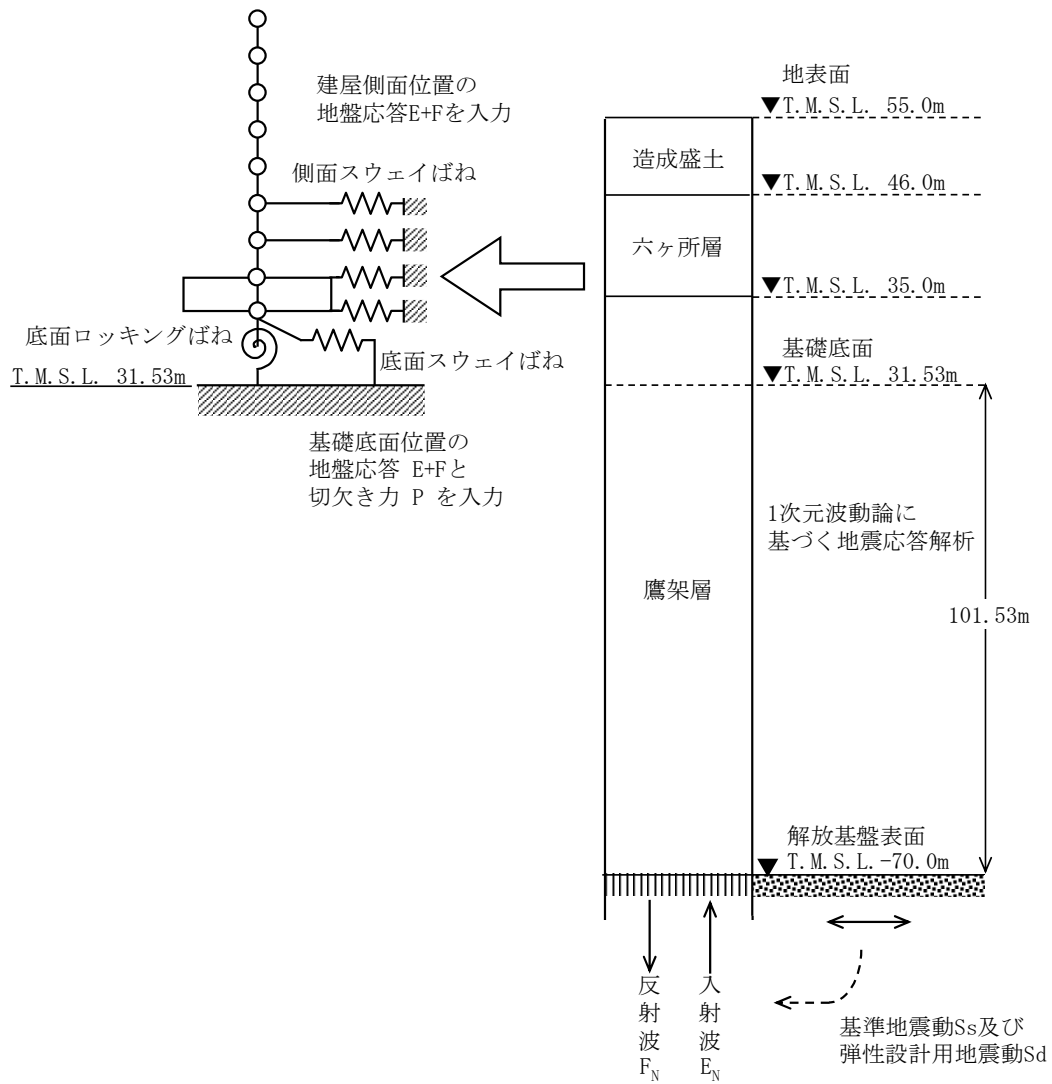 建屋側面位置の
地盤応答E+Fを入力
側面スウェイばね
底面ロッキングばね
底面スウェイばね
T.M.S.L. 31.53m
基礎底面位置の
地盤応答 E+Fと
切欠き力 P を入力
地表面
▼T.M.S.L. 55.0m
造成盛土
▼T.M.S.L. 46.0m
六ヶ所層
▼T.M.S.L. 35.0m
基礎底面
▼T.M.S.L. 31.53m
1次元波動論に
基づく地震応答解析
鷹架層
101.53m
解放基盤表面
▼T.M.S.L.-70.0m
反射波F_N
入射波E_N
基準地震動Ss及び
弾性設計用地震動Sd